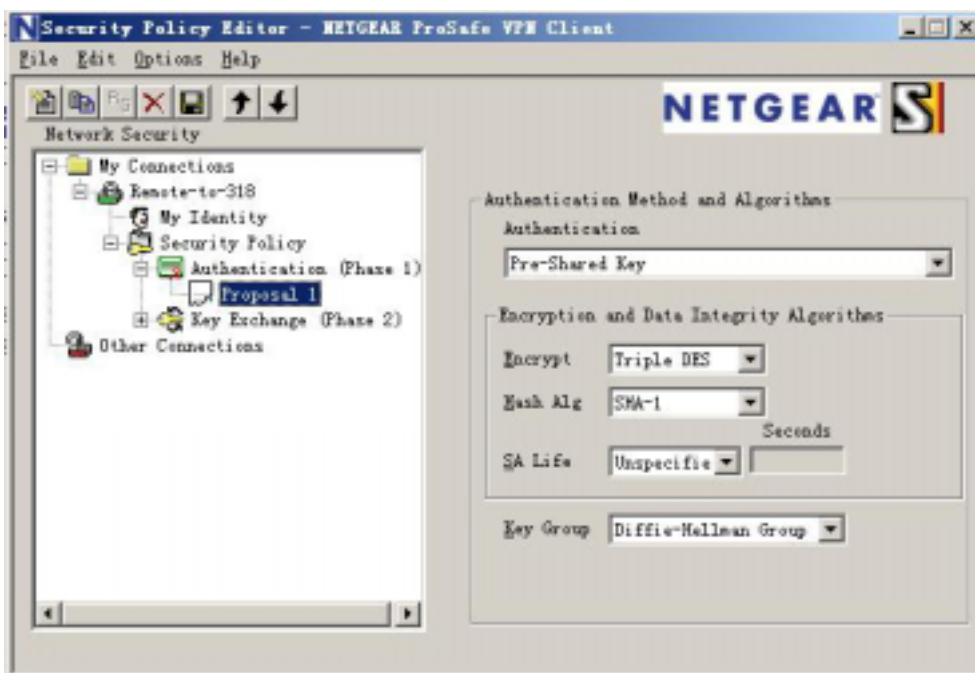 Security Policy Editor - NETGEAR ProSafe VPN Client
File Edit Options Help
NETGEAR
Network Security
My Connections
Remote-to-318
My Identity
Security Policy
Authentication (Phase 1)
Proposal 1
Key Exchange (Phase 2)
Other Connections
Authentication Method and Algorithms
Authentication
Pre-Shared Key
Encryption and Data Integrity Algorithms
Encrypt Triple DES
Hash Alg SHA-1
Seconds
SA Life Unspecifie
Key Group Diffie-Hellman Group